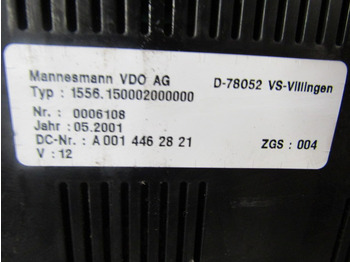 Mannesmann VDO AG D-78052 VS-Villingen
Typ : 1556.150002000000
Nr. : 0006108
Jahr : 05.2001
DC-Nr. : A 001 446 28 21 ZGS : 004
V : 12